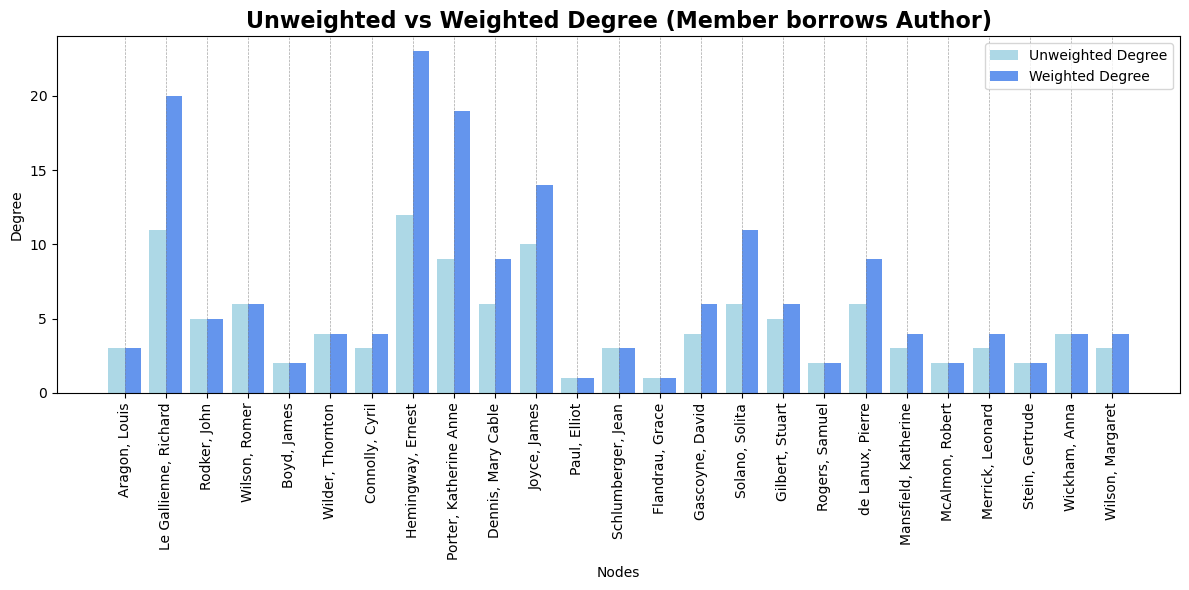 Unweighted vs Weighted Degree (Member borrows Author)
Unweighted Degree
Weighted Degree
Degree
20
15
10
5
0
Aragon, Louis
Le Gallienne, Richard
Rodker, John
Wilson, Romer
Boyd, James
Wilder, Thornton
Connolly, Cyril
Hemingway, Ernest
Porter, Katherine Anne
Dennis, Mary Cable
Joyce, James
Paul, Elliot
Schlumberger, Jean
Flandrau, Grace
Gascoyne, David
Solano, Solita
Gilbert, Stuart
Rogers, Samuel
de Lanux, Pierre
Mansfield, Katherine
McAlmon, Robert
Merrick, Leonard
Stein, Gertrude
Wickham, Anna
Wilson, Margaret
Nodes